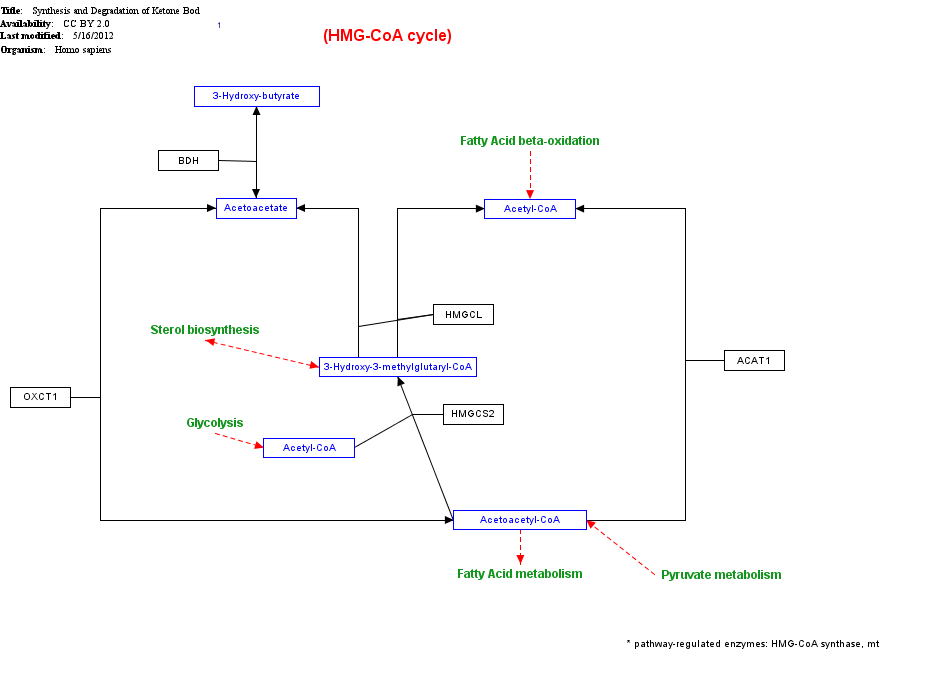 Title: Synthesis and Degradation of Ketone Bod
Availability: CC BY 2.0
Last modified: 5/16/2012
Organism: Homo sapiens
1
(HMG-CoA cycle)
3-Hydroxy-butyrate
Fatty Acid beta-oxidation
BDH
Acetoacetate
Acetyl-CoA
HMGCL
Sterol biosynthesis
3-Hydroxy-3-methylglutaryl-CoA
ACAT1
OXCT1
HMGCS2
Glycolysis
Acetyl-CoA
Acetoacetyl-CoA
Fatty Acid metabolism
Pyruvate metabolism
* pathway-regulated enzymes: HMG-CoA synthase, mt